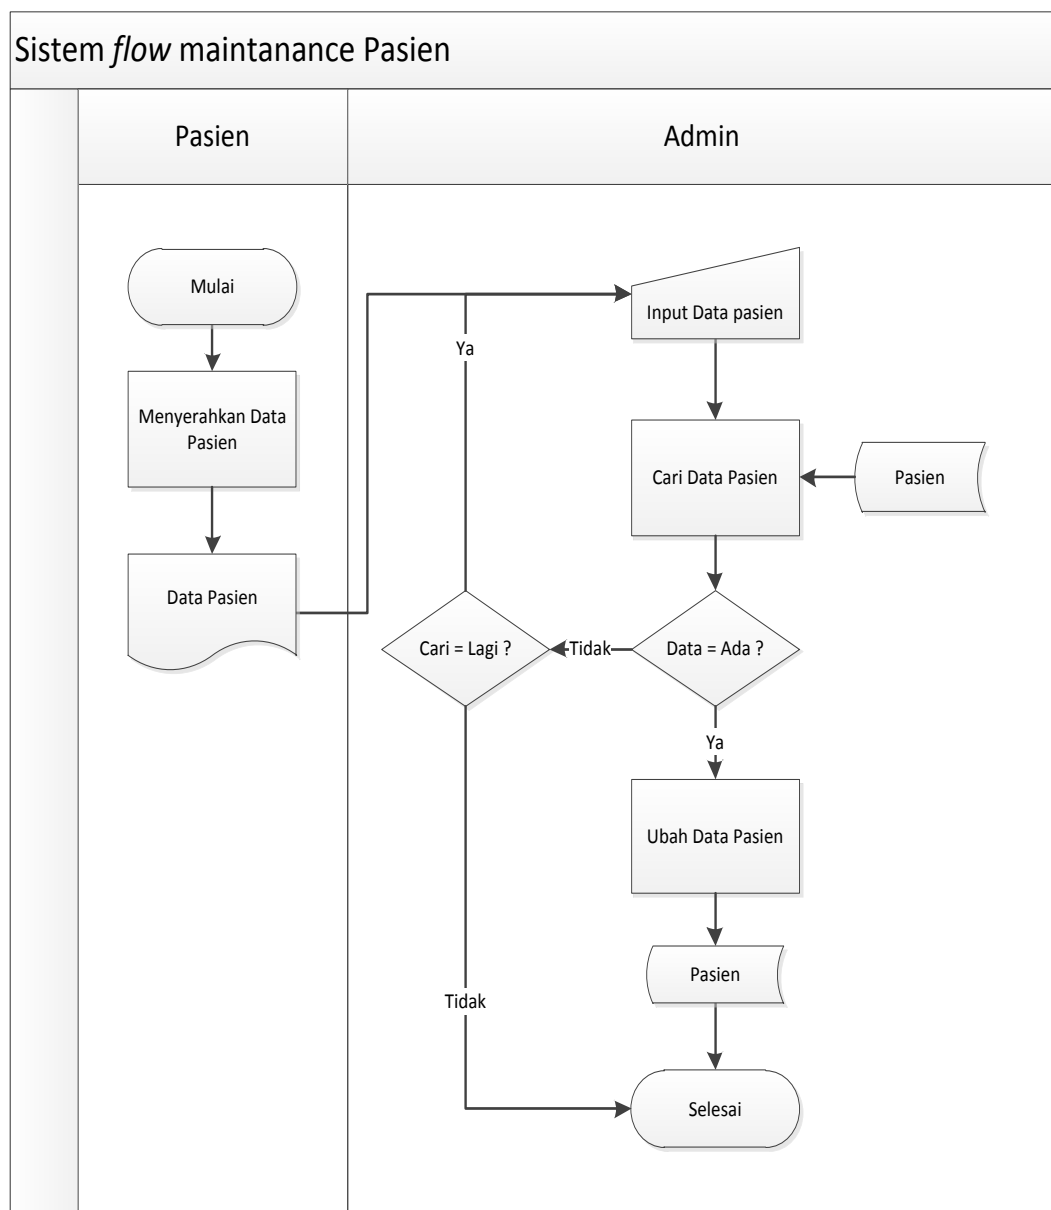 Sistem flow maintanance Pasien
Pasien
Admin
Mulai
Menyerahkan Data
Pasien
Data Pasien
Input Data pasien
Ya
Cari Data Pasien
Pasien
Cari = Lagi ?
Tidak
Data = Ada ?
Ya
Ubah Data Pasien
Pasien
Tidak
Selesai